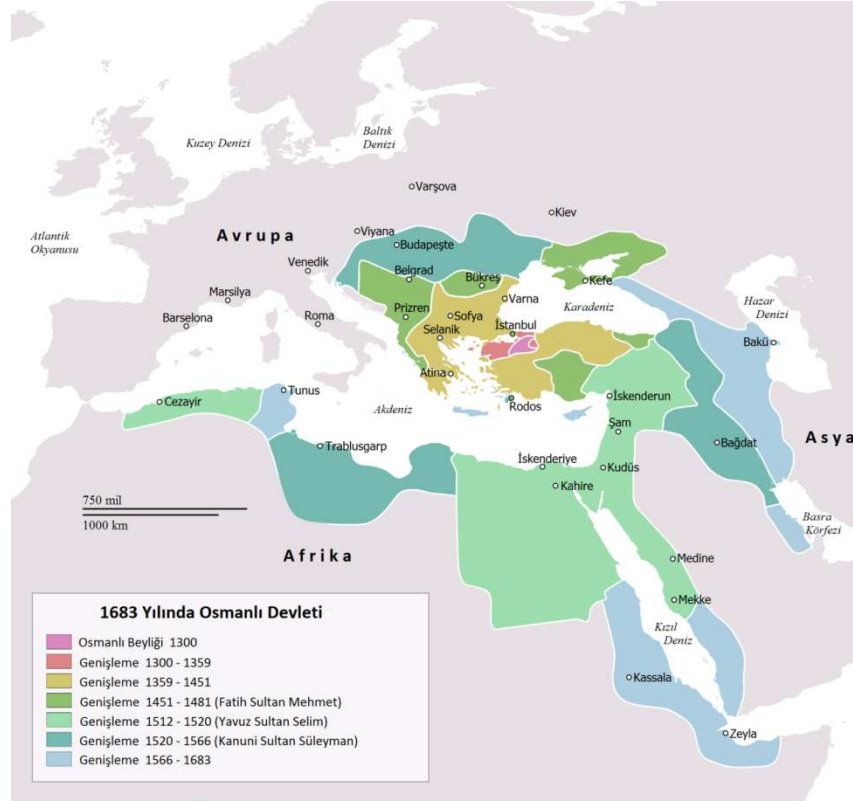 Kuzey Denizi
Baltık
Denizi
Varşova
Kiev
Atlantik
Okyanusu
Avrupa
Viyana
Budapeşte
Venedik
Belgrad
Bükreş
Kefe
Marsilya
Varna
Hazar
Denizi
Barselona
Roma
Prizren
Sofya
Karadeniz
Selanik
İstanbul
Bakü
Atina
Tunus
Cezayir
Akdeniz
Rodos
İskenderun
Şam
Asya
Trablusgarp
Bağdat
İskenderiye
Kudüs
Kahire
750 mil
1000 km
Basra
Körfezi
Afrika
Medine
Mekke
Kızıl
Deniz
Kassala
Zeyla
1683 Yılında Osmanlı Devleti
Osmanlı Beyliği 1300
Genişleme 1300 - 1359
Genişleme 1359 - 1451
Genişleme 1451 - 1481 (Fatih Sultan Mehmet)
Genişleme 1512 - 1520 (Yavuz Sultan Selim)
Genişleme 1520 - 1566 (Kanuni Sultan Süleyman)
Genişleme 1566 - 1683